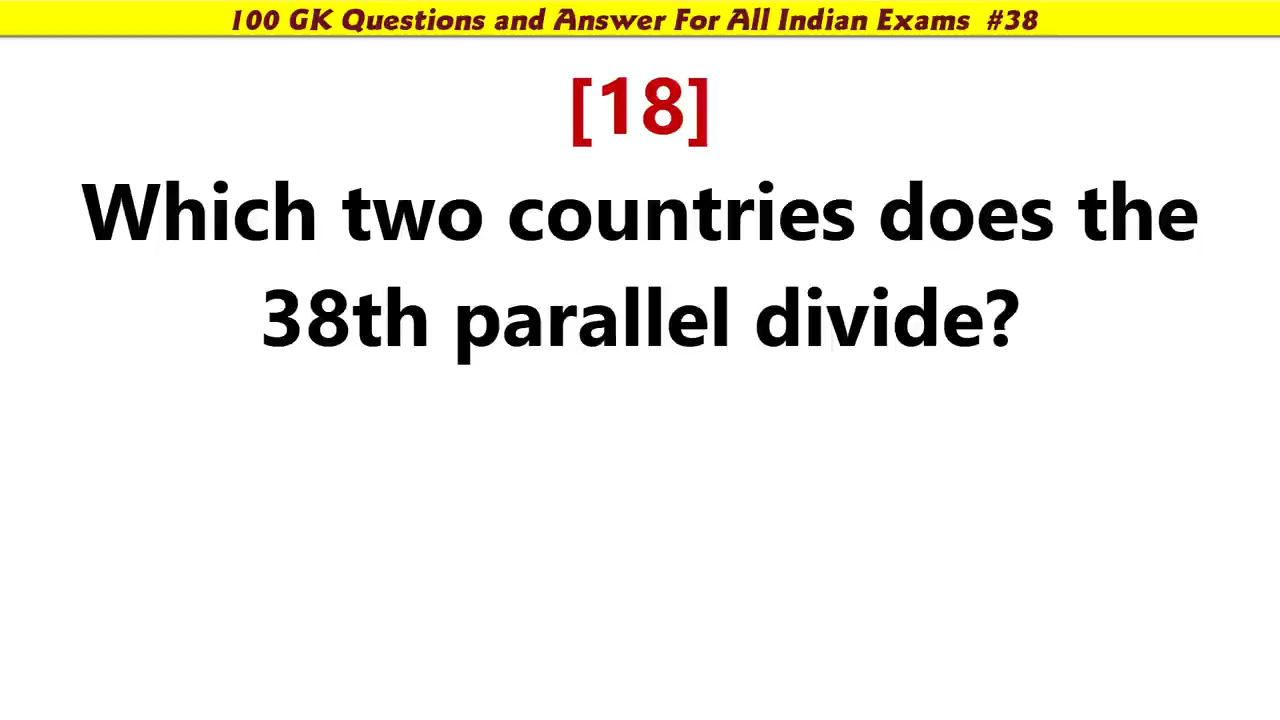 100 GK Questions and Answer For All Indian Exams #38
[18]
Which two countries does the
38th parallel divide?